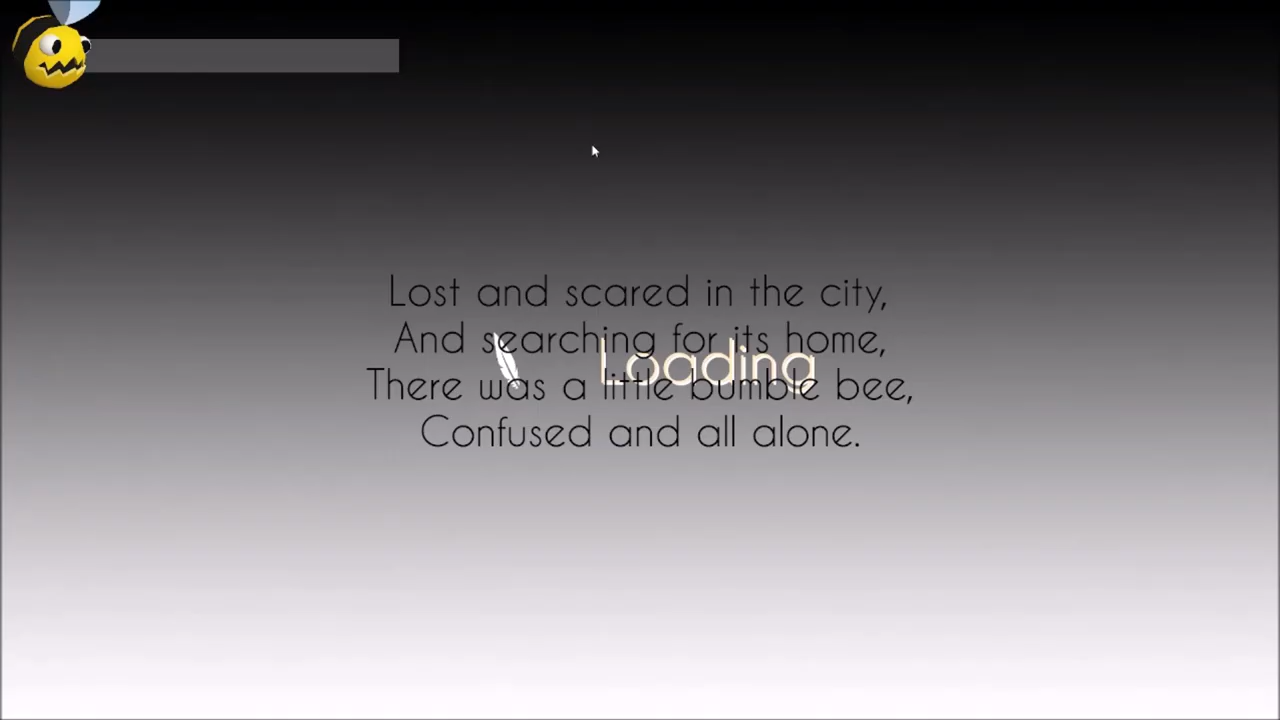 Lost and scared in the city,
And searching for its home,
Loading
There was a little bumble bee,
Confused and all alone.